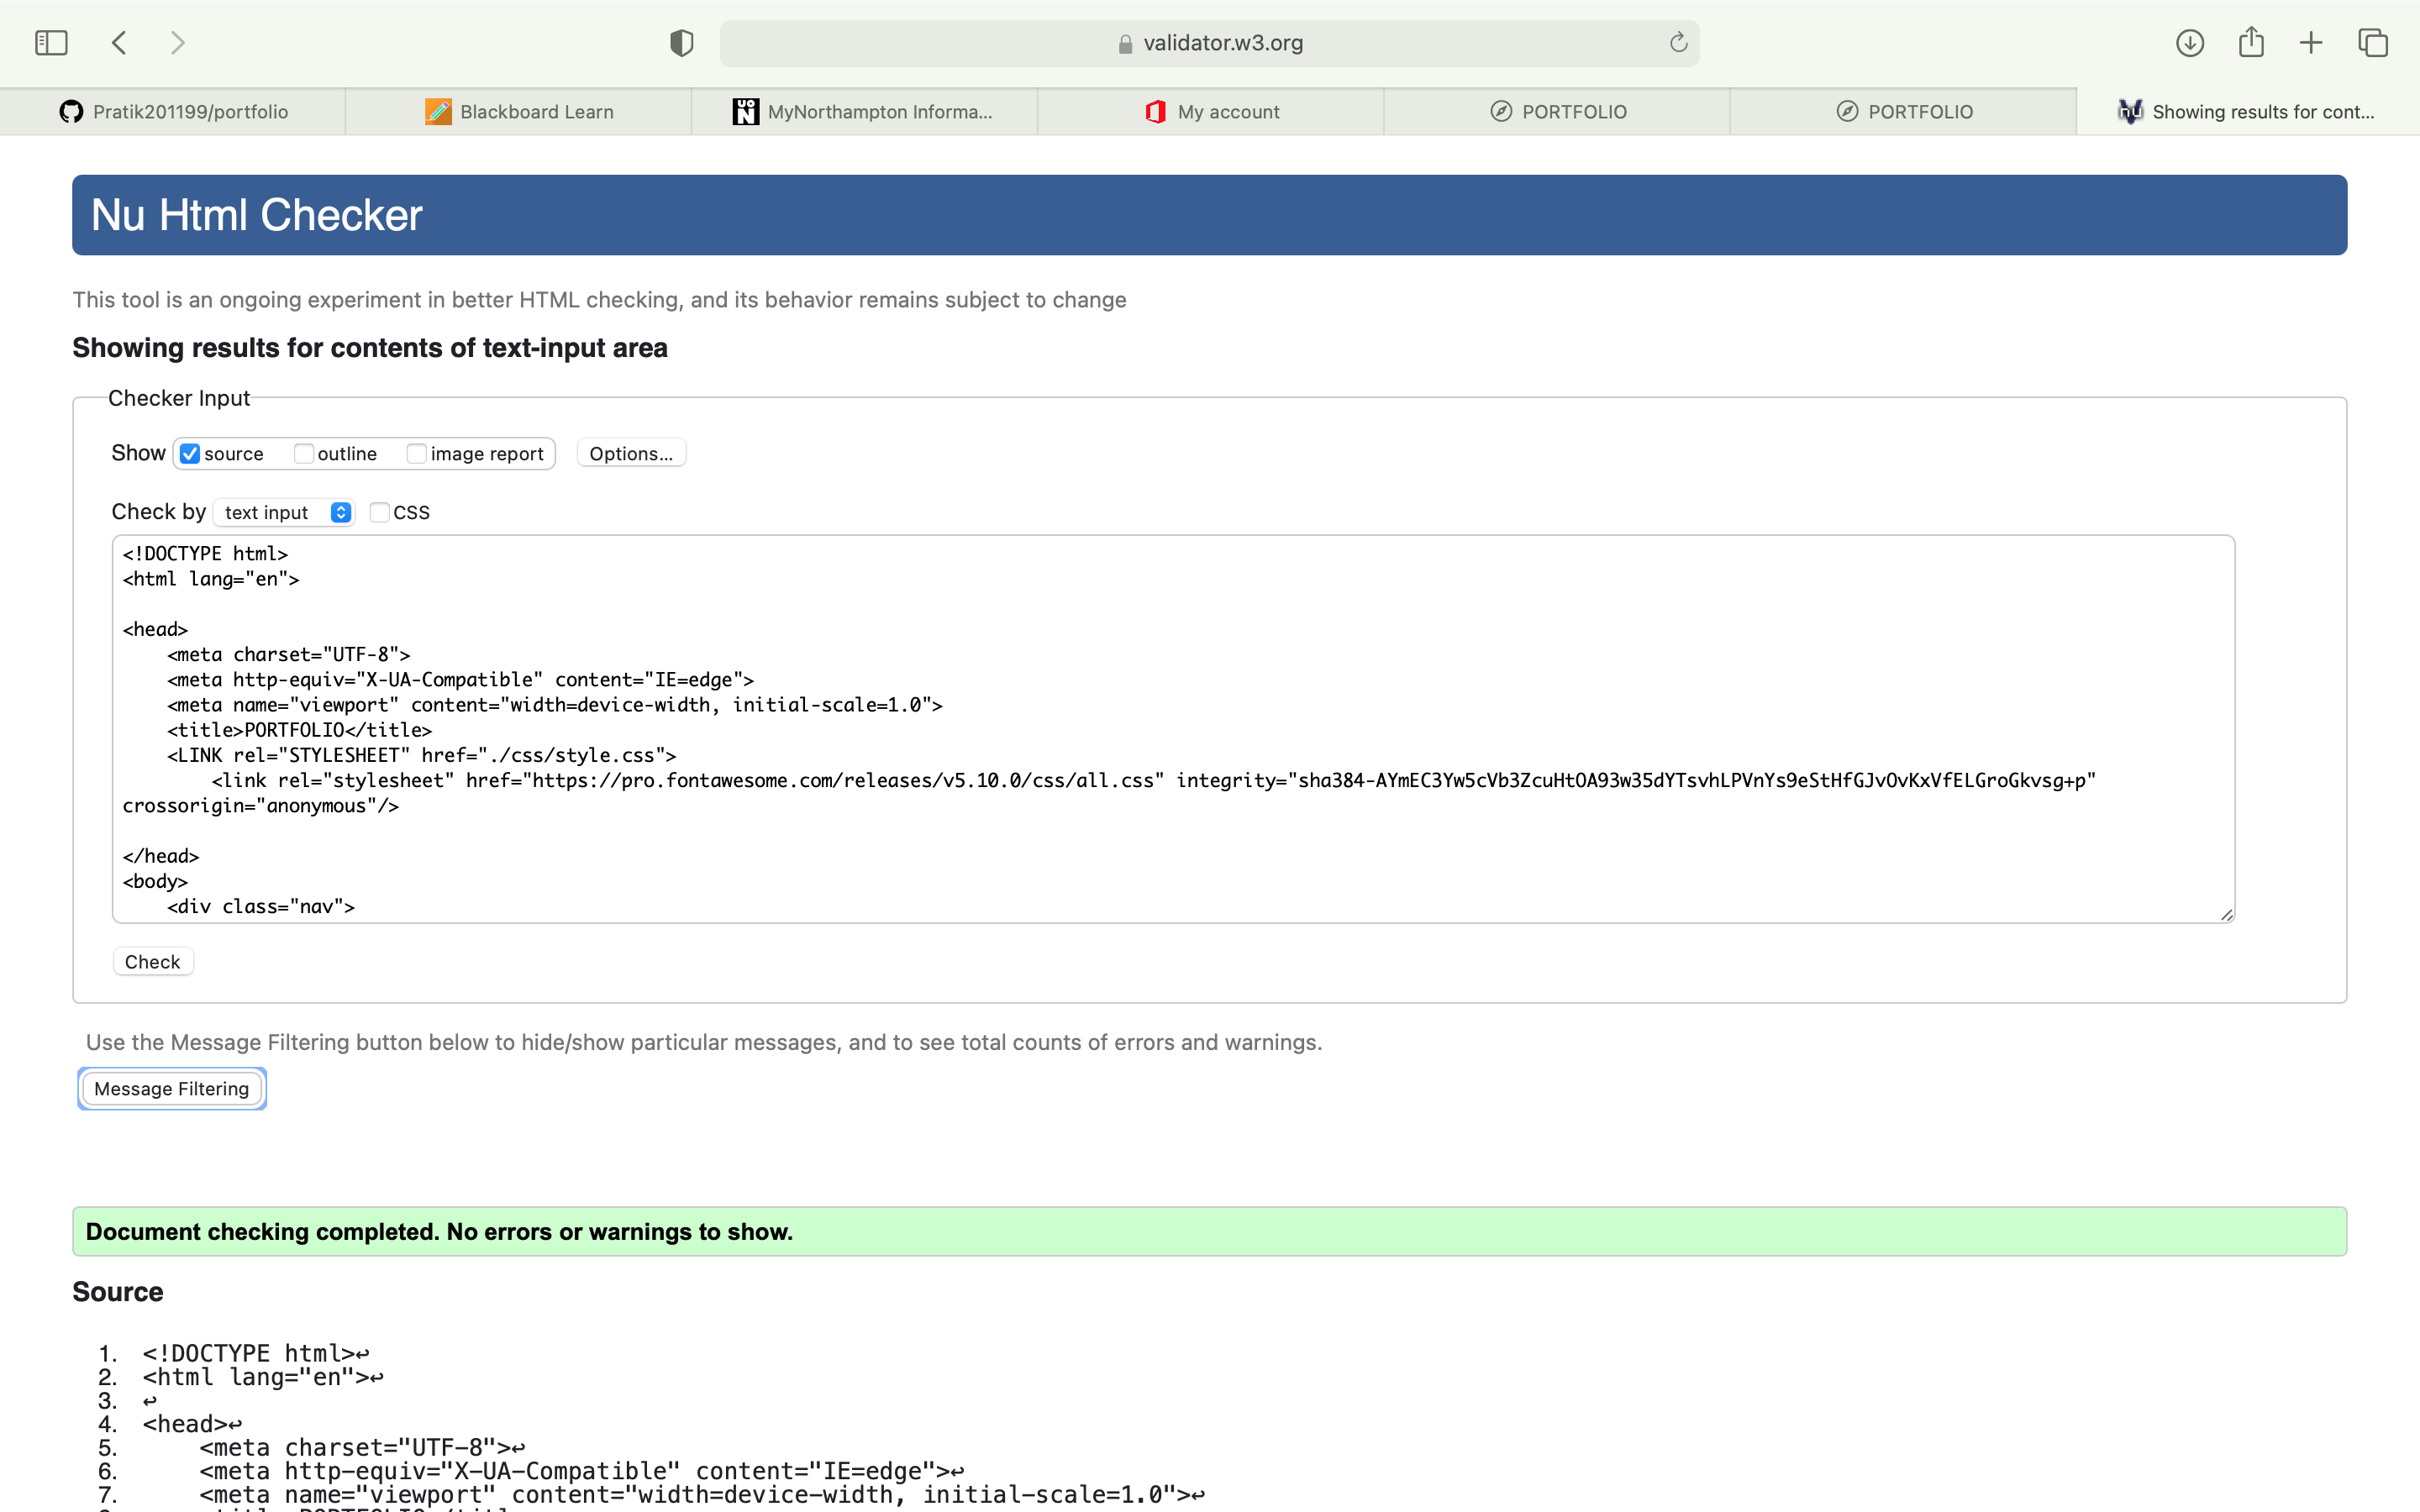 validator.w3.org
Pratik201199/portfolio
Blackboard Learn
MyNorthampton Informa...
My account
PORTFOLIO
PORTFOLIO
Showing results for cont...
Nu Html Checker
This tool is an ongoing experiment in better HTML checking, and its behavior remains subject to change
Showing results for contents of text-input area
Checker Input
Show source outline image report Options...
Check by text input CSS
<!DOCTYPE html>
<html lang="en">
<head>
<meta charset="UTF-8">
<meta http-equiv="X-UA-Compatible" content="IE=edge">
<meta name="viewport" content="width=device-width, initial-scale=1.0">
<title>PORTFOLIO</title>
<LINK rel="STYLESHEET" href="./css/style.css">
<link rel="stylesheet" href="https://pro.fontawesome.com/releases/v5.10.0/css/all.css" integrity="sha384-AYmEC3Yw5cVb3ZcuHtOA93w35dYTsvhLPVnYs9eStHfGJvOvKxVfELGroGkvsg+p"
crossorigin="anonymous"/>
</head>
<body>
<div class="nav">
Check
Use the Message Filtering button below to hide/show particular messages, and to see total counts of errors and warnings.
Message Filtering
Document checking completed. No errors or warnings to show.
Source
1. <!DOCTYPE html>↩
2. <html lang="en">↩
3. ↩
4. <head>↩
5. <meta charset="UTF-8">↩
6. <meta http-equiv="X-UA-Compatible" content="IE=edge">↩
7. <meta name="viewport" content="width=device-width, initial-scale=1.0">↩